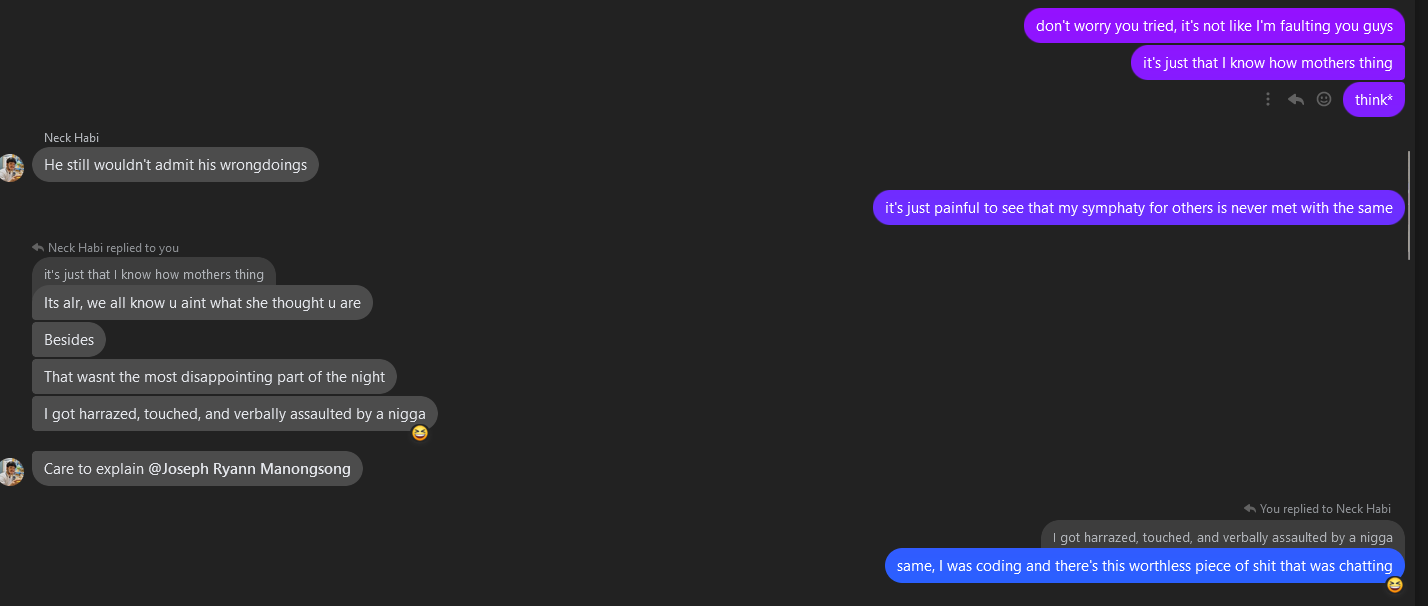 don't worry you tried, it's not like I'm faulting you guys
it's just that I know how mothers thing
think*
Neck Habi
He still wouldn't admit his wrongdoings
it's just painful to see that my symphaty for others is never met with the same
Neck Habi replied to you
it's just that I know how mothers thing
Its alr, we all know u aint what she thought u are
Besides
That wasnt the most disappointing part of the night
I got harrazed, touched, and verbally assaulted by a nigga
Care to explain @Joseph Ryann Manongsong
You replied to Neck Habi
I got harrazed, touched, and verbally assaulted by a nigga
same, I was coding and there's this worthless piece of shit that was chatting